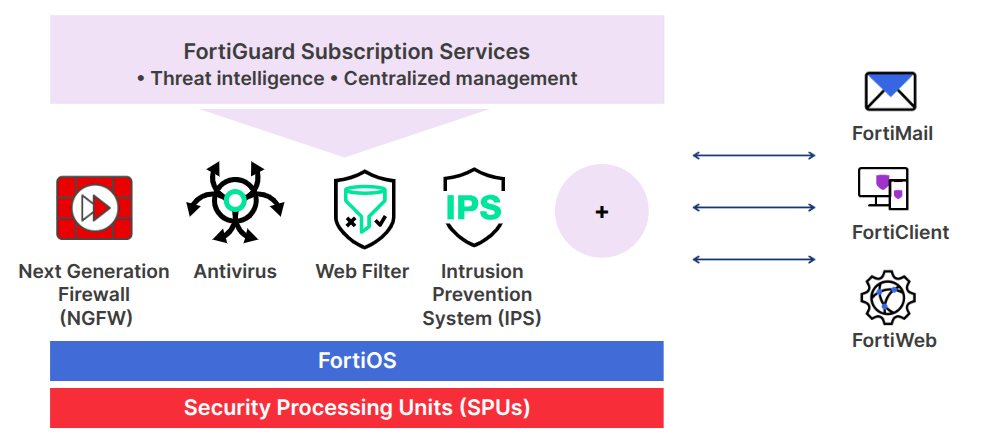 FortiGuard Subscription Services
• Threat intelligence • Centralized management
FortiMail
IPS
+
FortiClient
Next Generation
Firewall
(NGFW)
Antivirus
Web Filter
Intrusion
Prevention
System (IPS)
FortiWeb
FortiOS
Security Processing Units (SPUs)